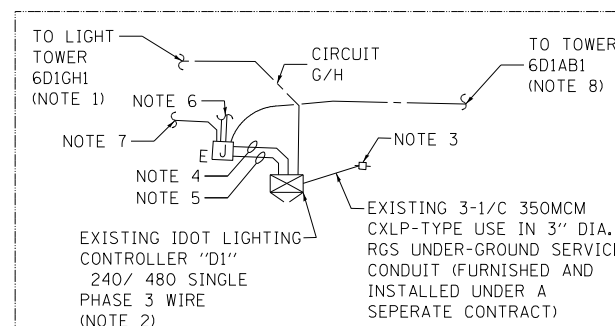 TO LIGHT
TOWER
6D1GH1
(NOTE 1)
CIRCUIT
G/H
TO TOWER
6D1AB1
(NOTE 8)
NOTE 6
NOTE 7
J
E
NOTE 4
NOTE 5
NOTE 3
EXISTING IDOT LIGHTING
CONTROLLER "D1"
240/ 480 SINGLE
PHASE 3 WIRE
(NOTE 2)
EXISTING 3-1/C 350MCM
CXLP-TYPE USE IN 3" DIA.
RGS UNDER-GROUND SERVICE
CONDUIT (FURNISHED AND
INSTALLED UNDER A
SEPERATE CONTRACT)